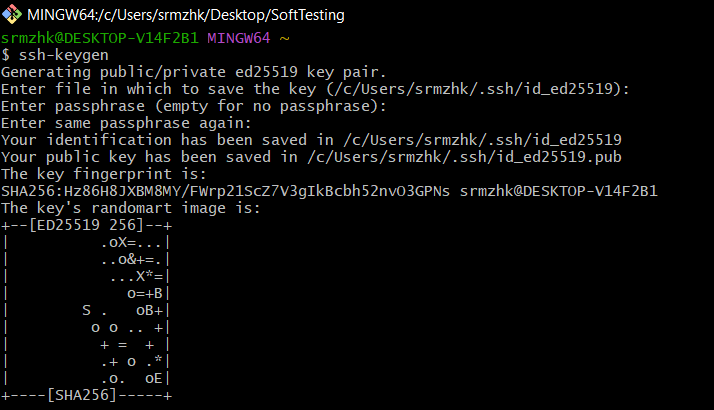 MINGW64:/c/Users/srmzhk/Desktop/SoftTesting
srmzhk@DESKTOP-V14F2B1 MINGW64 ~
$ ssh-keygen
Generating public/private ed25519 key pair.
Enter file in which to save the key (/c/Users/srmzhk/.ssh/id_ed25519):
Enter passphrase (empty for no passphrase):
Enter same passphrase again:
Your identification has been saved in /c/Users/srmzhk/.ssh/id_ed25519
Your public key has been saved in /c/Users/srmzhk/.ssh/id_ed25519.pub
The key fingerprint is:
SHA256:Hz86H8JXBM8MY/FWrp21ScZ7V3gIkBcbh52nvO3GPNs srmzhk@DESKTOP-V14F2B1
The key's randomart image is:
+--[ED25519 256]--+
|          .oX=...|
|          ..o&+=.|
|           ...X*=|
|             o=+B|
|        S .   oB+|
|         o o .. +|
|          + =  + |
|          .+ o .*|
|          .o.  oE|
+----[SHA256]-----+